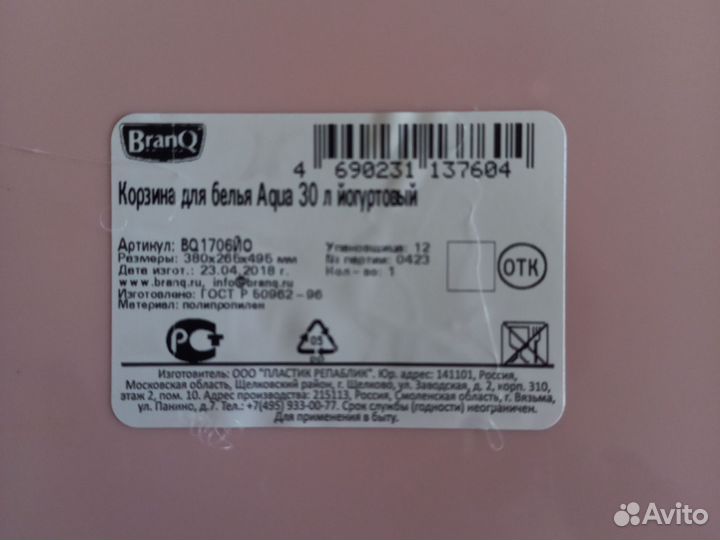 BranQ
4 690231 137604
Корзина для белья Aqua 30 л йогуртовый
Артикул: BQ1706ЙО
Размеры: 380х265х495 мм
Дата изгот.: 23.04.2018 г.
www.branq.ru, info@branq.ru
Изготовлено: ГОСТ Р 50962-96
Материал: полипропилен
Упаковщица: 12
№ партии: 0423
Кол-во: 1
ОТК
РСТ
05
Изготовитель: ООО "ПЛАСТИК РЕПАБЛИК". Юр. адрес: 141101, Россия,
Московская область, Щелковский район, г. Щелково, ул. Заводская, д. 2, корп. 310,
этаж 2, пом. 10. Адрес производства: 215113, Россия, Смоленская область, г. Вязьма,
ул. Панино, д.7. Тел.: +7(495) 933-00-77. Срок службы (годности) неограничен.
Для применения в быту.
Avito